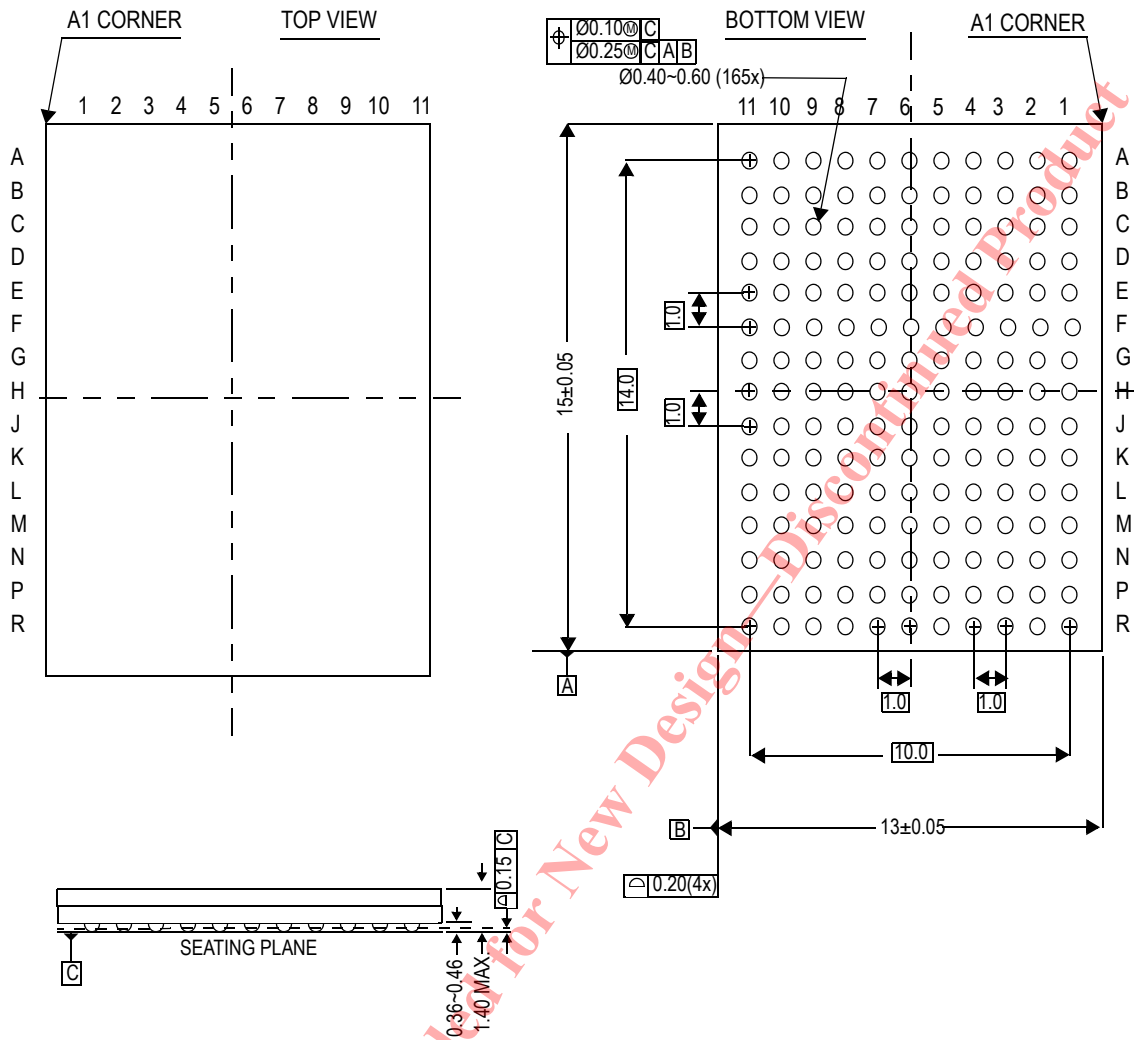 A1 CORNER TOP VIEW BOTTOM VIEW A1 CORNER
Ø0.10Ⓜ C
Ø0.25Ⓜ C A B
Ø0.40~0.60 (165x)
1 2 3 4 5 6 7 8 9 10 11
11 10 9 8 7 6 5 4 3 2 1
A
B
C
D
E
F
G
H
J
K
L
M
N
P
R
15±0.05
14.0
1.0
1.0
A
B
C
D
E
F
G
H
J
K
L
M
N
P
R
A
1.0
1.0
10.0
B
13±0.05
0.20(4x)
0.15 C
SEATING PLANE
C
0.36~0.46
1.40 MAX.
for New Design—Discontinued Product